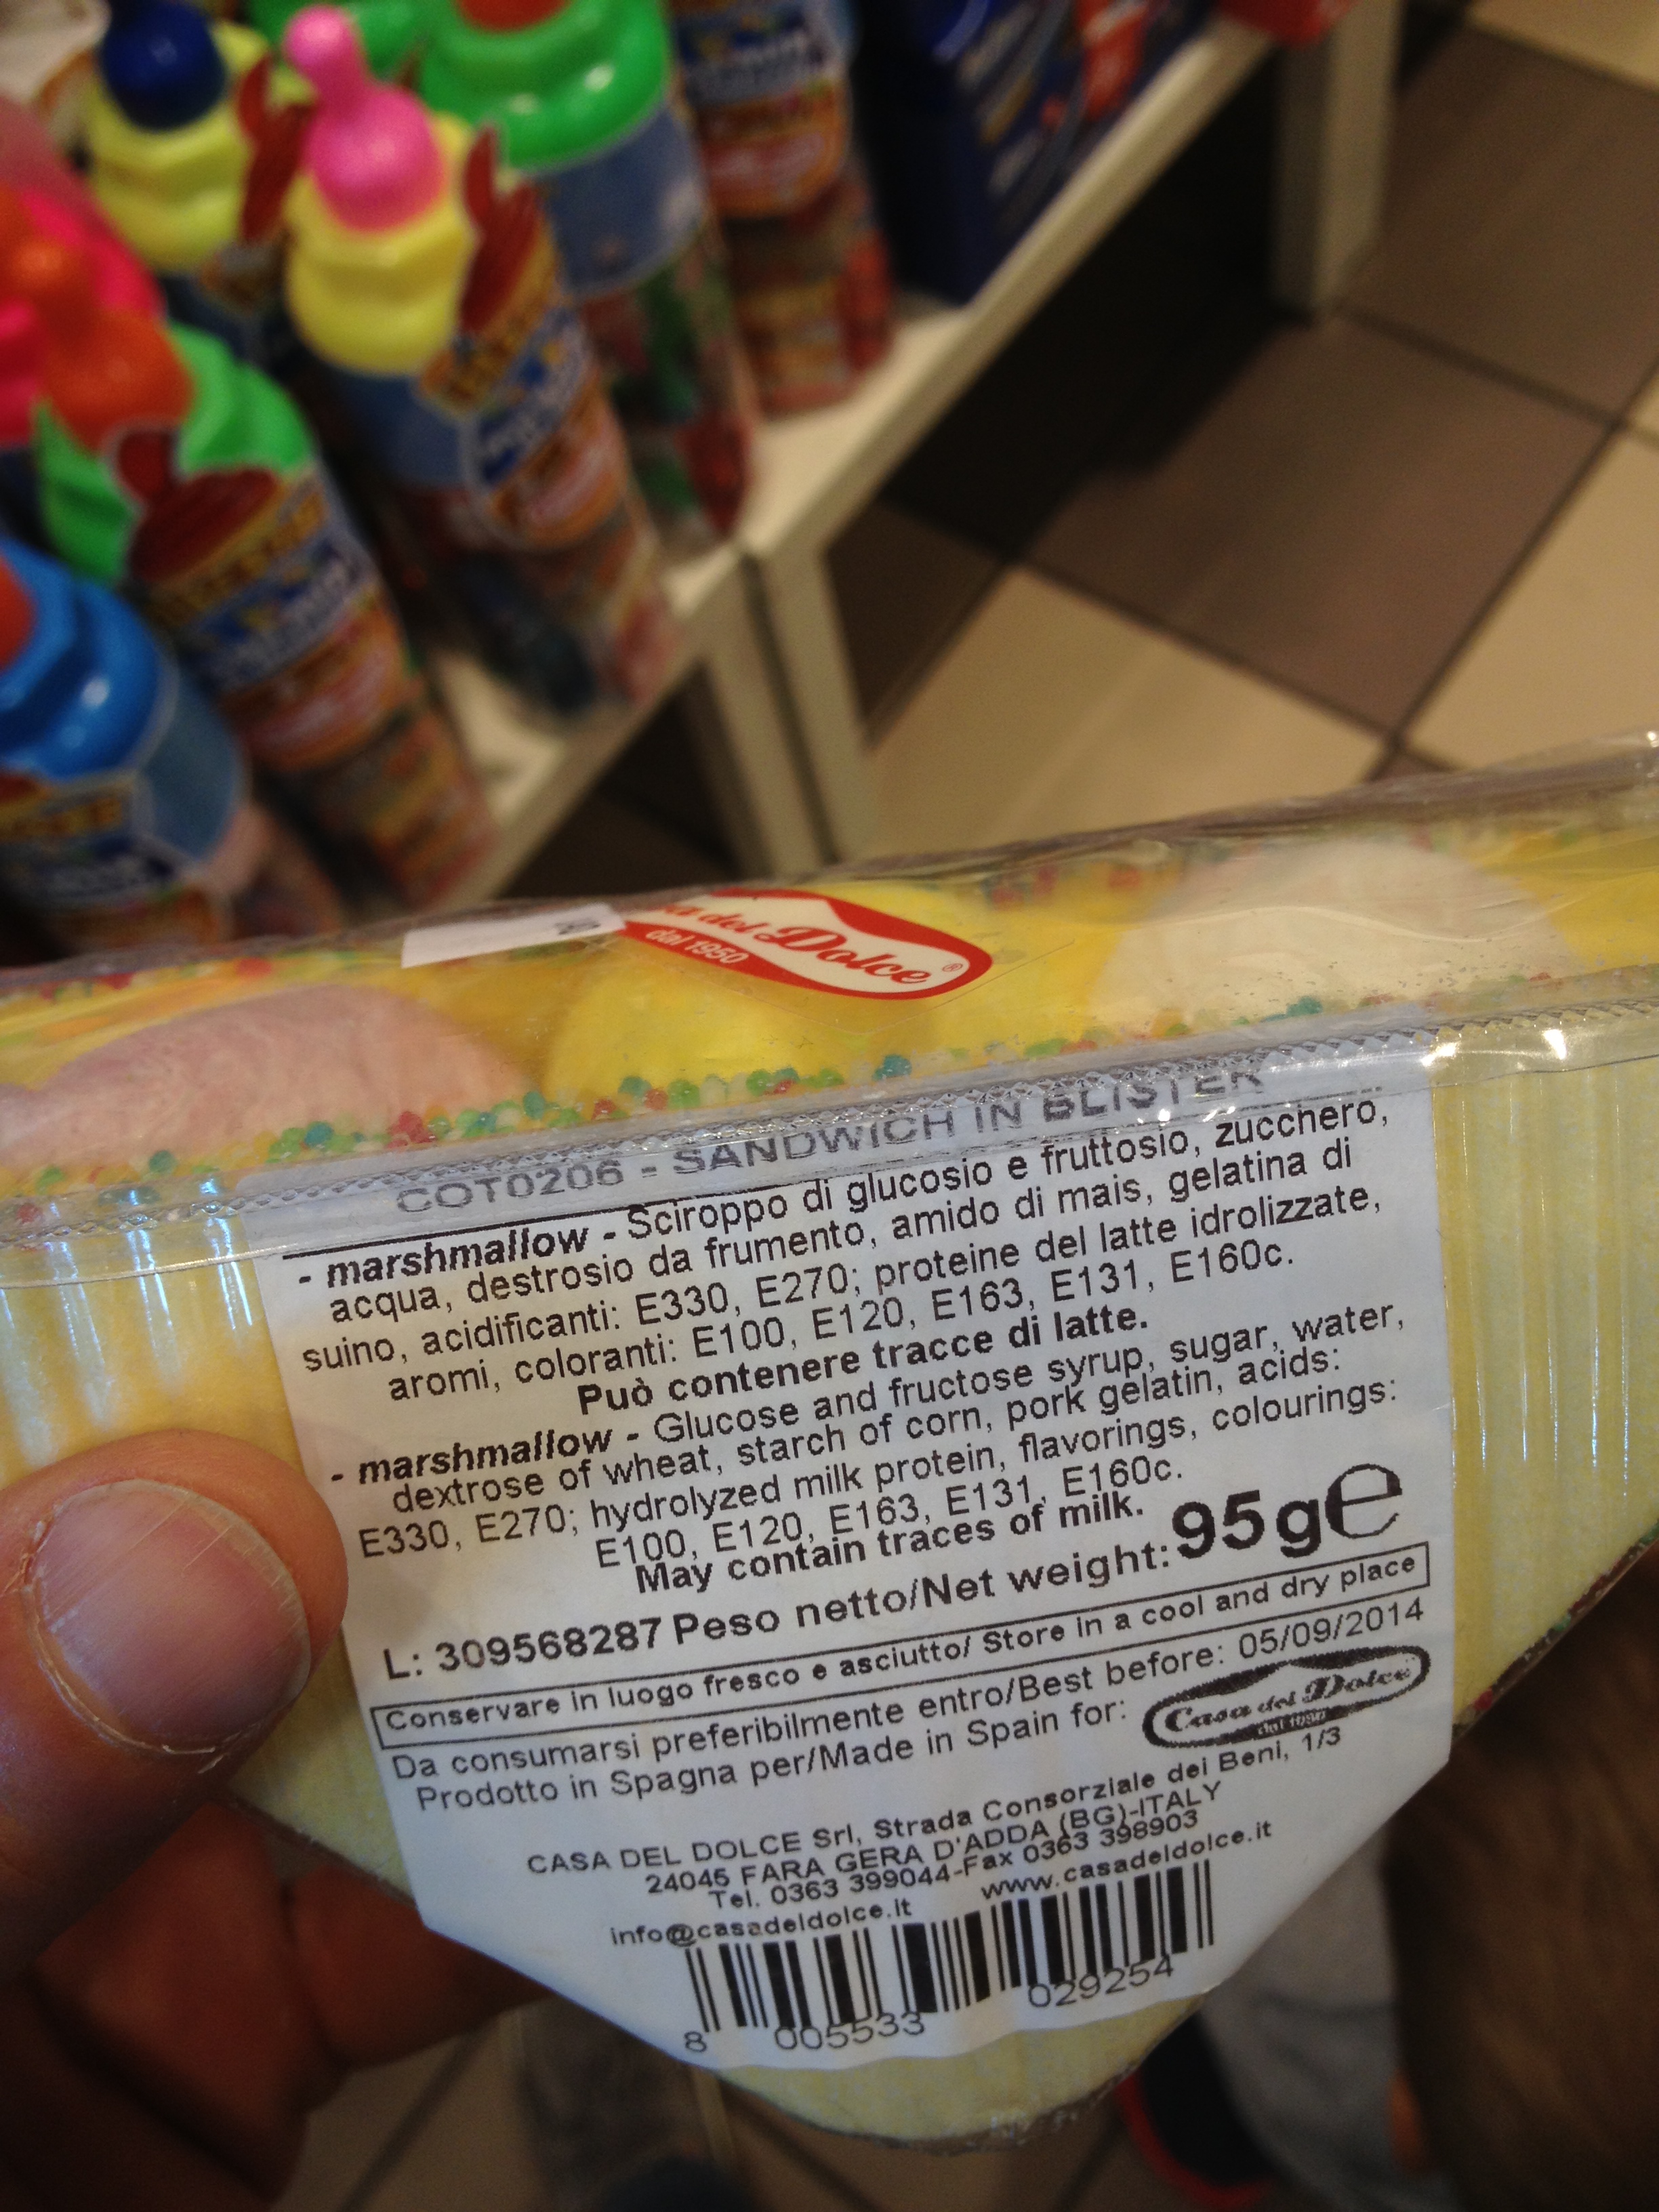 del Dolce®
dal 1950
COT0206 - SANDWICH IN BLISTER
- marshmallow - Sciroppo di glucosio e fruttosio, zucchero,
acqua, destrosio da frumento, amido di mais, gelatina di
suino, acidificanti: E330, E270; proteine del latte idrolizzate,
aromi, coloranti: E100, E120, E163, E131, E160c.
Può contenere tracce di latte.
- marshmallow - Glucose and fructose syrup, sugar, water,
dextrose of wheat, starch of corn, pork gelatin, acids:
E330, E270; hydrolyzed milk protein, flavorings, colourings:
E100, E120, E163, E131, E160c.
May contain traces of milk.
L: 309568287 Peso netto/Net weight: 95g℮
Conservare in luogo fresco e asciutto/ Store in a cool and dry place
Da consumarsi preferibilmente entro/Best before: 05/09/2014
Prodotto in Spagna per/Made in Spain for: Casa del Dolce
CASA DEL DOLCE Srl, Strada Consorziale dei Beni, 1/3
24045 FARA GERA D'ADDA (BG)-ITALY
Tel. 0363 399044-Fax 0363 398903
info@casadeldolce.it www.casadeldolce.it
8 005533 029254